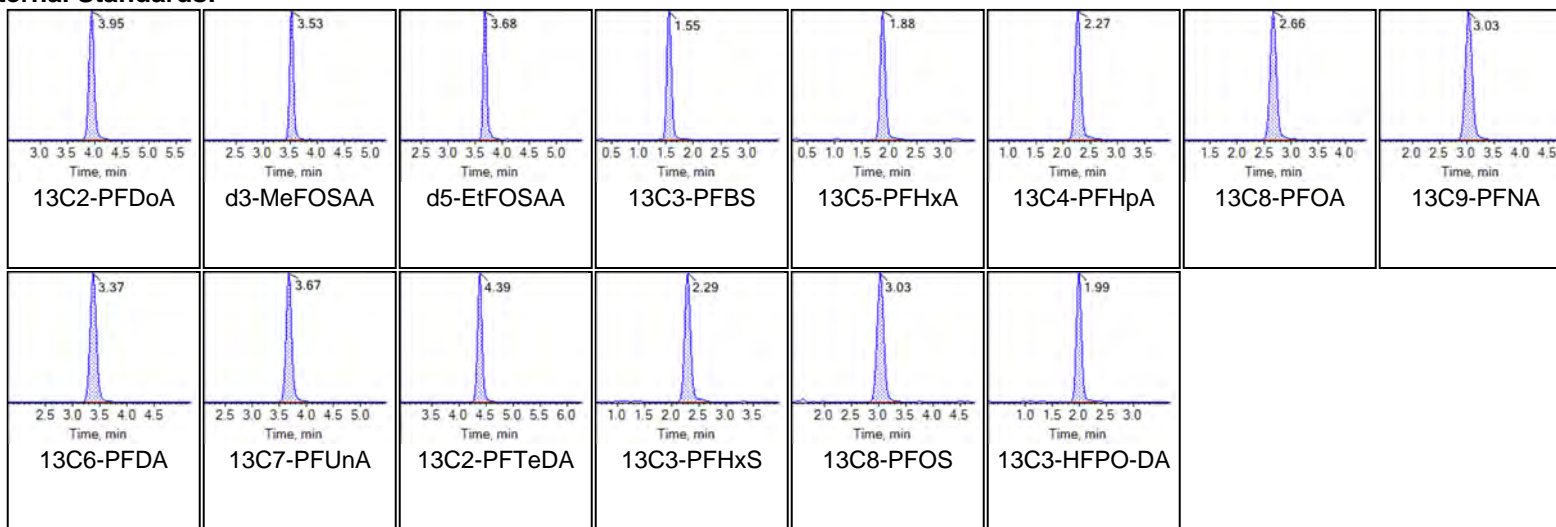 ternal Standards:
3.95 3.53 3.68 1.55 1.88 2.27 2.66 3.03
3.0 3.5 4.0 4.5 5.0 5.5 2.5 3.0 3.5 4.0 4.5 5.0 2.5 3.0 3.5 4.0 4.5 5.0 0.5 1.0 1.5 2.0 2.5 3.0 0.5 1.0 1.5 2.0 2.5 3.0 1.0 1.5 2.0 2.5 3.0 3.5 1.5 2.0 2.5 3.0 3.5 4.0 2.0 2.5 3.0 3.5 4.0 4.5
Time, min Time, min Time, min Time, min Time, min Time, min Time, min Time, min
13C2-PFDoA d3-MeFOSAA d5-EtFOSAA 13C3-PFBS 13C5-PFHxA 13C4-PFHpA 13C8-PFOA 13C9-PFNA
3.37 3.67 4.39 2.29 3.03 1.99
2.5 3.0 3.5 4.0 4.5 2.5 3.0 3.5 4.0 4.5 5.0 3.5 4.0 4.5 5.0 5.5 6.0 1.0 1.5 2.0 2.5 3.0 3.5 2.0 2.5 3.0 3.5 4.0 4.5 1.0 1.5 2.0 2.5 3.0
Time, min Time, min Time, min Time, min Time, min Time, min
13C6-PFDA 13C7-PFUnA 13C2-PFTeDA 13C3-PFHxS 13C8-PFOS 13C3-HFPO-DA